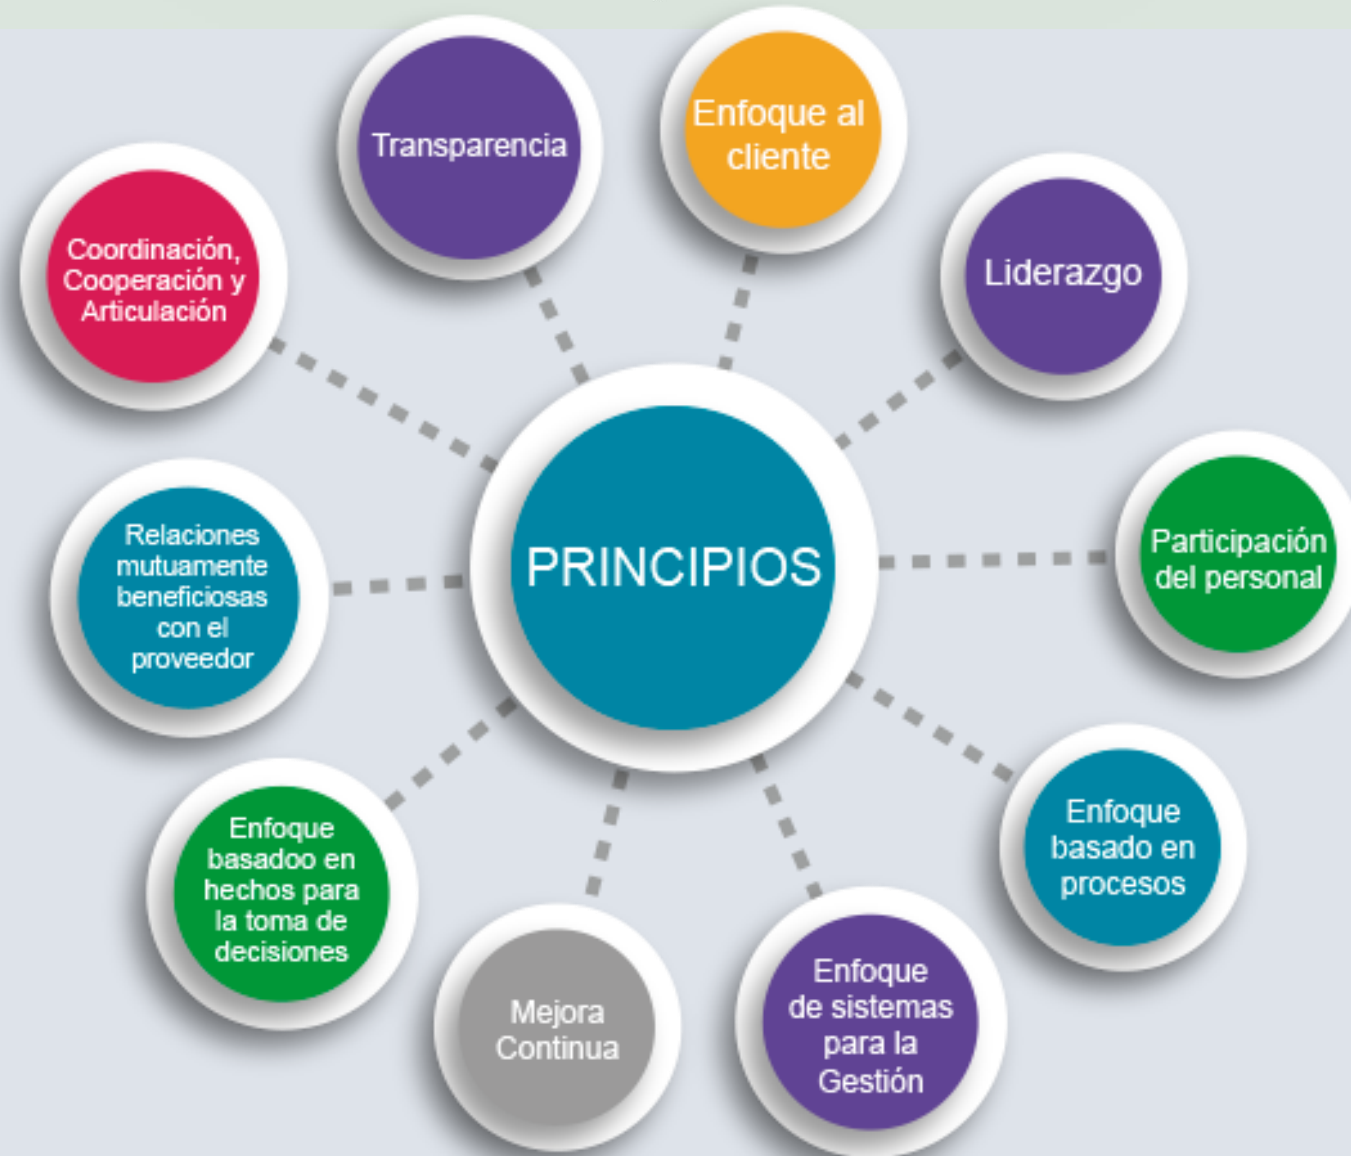 Transparencia
Enfoque al
cliente
Coordinación,
Cooperación y
Articulación
Liderazgo
PRINCIPIOS
Participación
del personal
Relaciones
mutuamente
beneficiosas
con el
proveedor
Enfoque
basado en
procesos
Enfoque
basadoo en
hechos para
la toma de
decisiones
Mejora
Continua
Enfoque
de sistemas
para la
Gestión